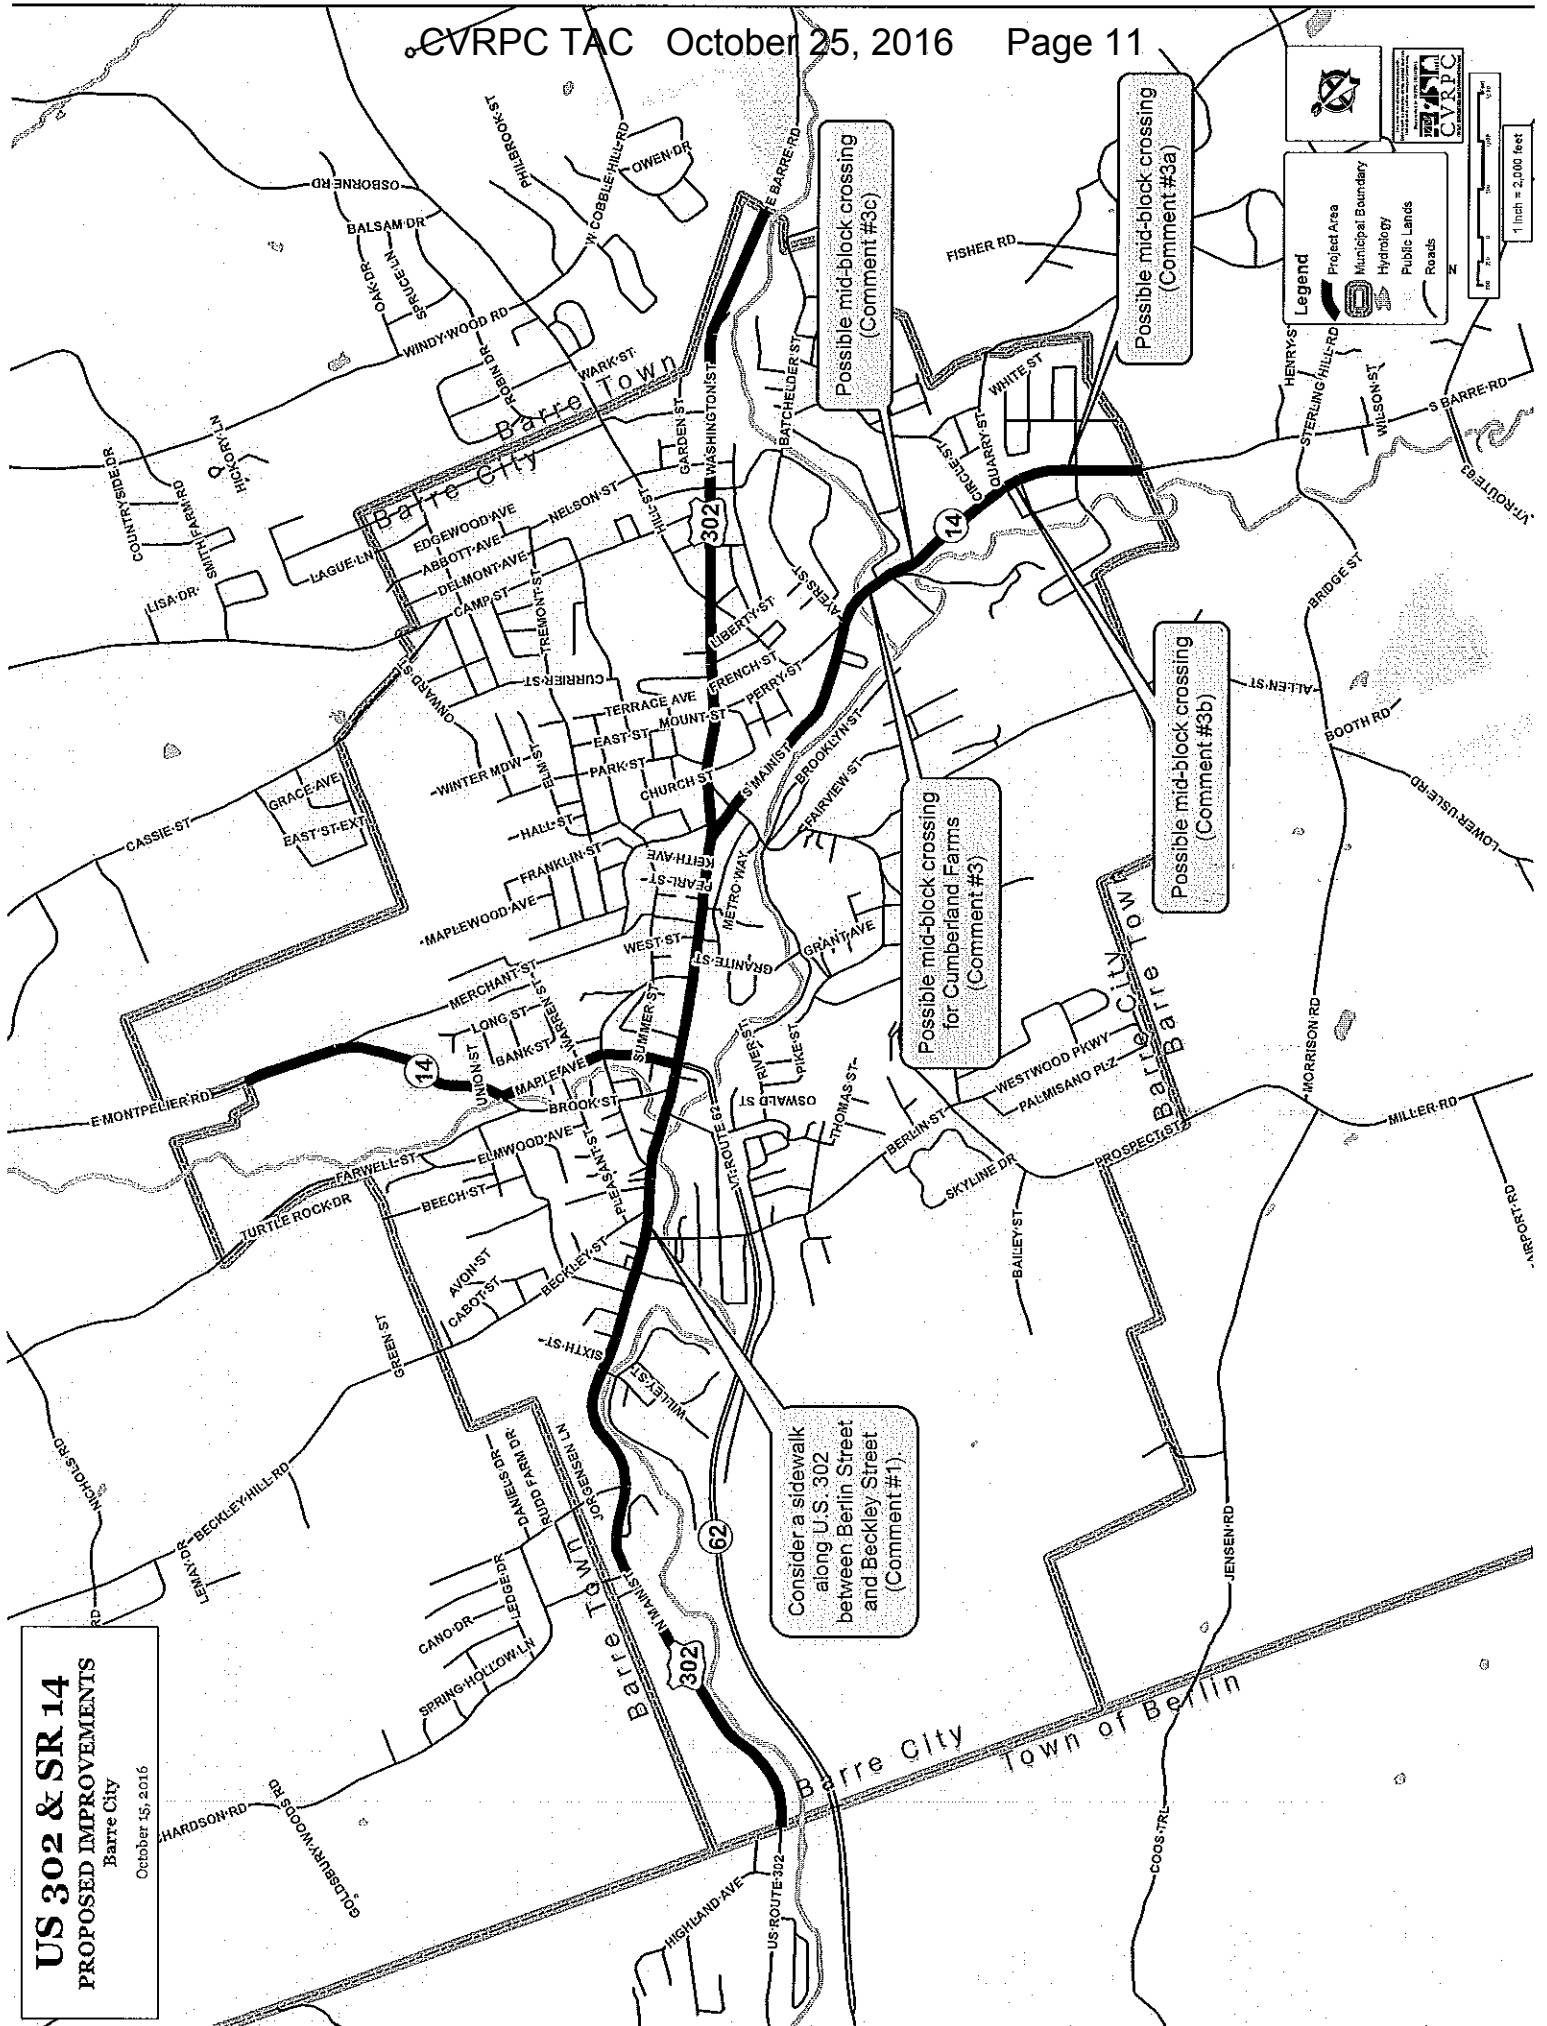 CVRPC TAC October 25, 2016 Page 11
US 302 & SR 14
PROPOSED IMPROVEMENTS
Barre City
October 15, 2016
Possible mid-block crossing
(Comment #3c)
Possible mid-block crossing
(Comment #3a)
Possible mid-block crossing
(Comment #3b)
Possible mid-block crossing
for Cumberland Farms
(Comment #3)
Consider a sidewalk
along U.S. 302
between Berlin Street
and Beckley Street
(Comment #1).
Legend
Project Area
Municipal Boundary
Hydrology
Public Lands
Roads
N
CVRPC
1 inch = 2,000 feet
PHILBROOK ST
OSBORNE RD
BALSAM DR
OAK DR
SPRUCE LN
W COBBLE HILL RD
OWEN DR
E BARRE RD
WINDY WOOD RD
ROBIN DR
WARK ST
Barre Town
Barre City
HICKORY LN
COUNTRYSIDE DR
SMITH FARM RD
LISA DR
LAGUE LN
EDGEWOOD AVE
ABBOTT AVE
DELMONT AVE
CAMP ST
NELSON ST
HILL ST
GARDEN ST
WASHINGTON ST
302
BATCHELDER ST
FISHER RD
WHITE ST
CIRCLE ST
QUARRY ST
14
HENRY ST
STERLING HILL RD
WILSON ST
S BARRE RD
VT ROUTE 63
BRIDGE ST
ALLEN ST
BOOTH RD
LOWER USLE RD
ONWARD ST
TREMONT ST
CURRIER ST
TERRACE AVE
EAST ST
MOUNT ST
FRENCH ST
PERRY ST
LIBERTY ST
AYERS ST
WINTER MDW
ELM ST
PARK ST
CHURCH ST
S MAIN ST
BROOKLYN ST
FAIRVIEW ST
GRACE AVE
EAST ST EXT
CASSIE ST
HALL ST
FRANKLIN ST
MAPLEWOOD AVE
KEITH AVE
PEARL ST
METRO WAY
WEST ST
GRANITE ST
GRANT AVE
MERCHANT ST
LONG ST
WARREN ST
BANK ST
UNION ST
SUMMER ST
MAPLE AVE
14
BROOK ST
E MONTPELIER RD
RIVER ST
PIKE ST
OSWALD ST
THOMAS ST
VT ROUTE 62
WESTWOOD PKWY
PALMISANO PLZ
Barre City
Barre Town
MORRISON RD
MILLER RD
PROSPECT ST
BERLIN ST
SKYLINE DR
BAILEY ST
AIRPORT RD
FARWELL ST
ELMWOOD AVE
PLEASANT ST
BEECH ST
TURTLE ROCK DR
AVON ST
CABOT ST
BECKLEY ST
GREEN ST
SIXTH ST
WILLEY ST
NICHOLS RD
BECKLEY HILL RD
LEMAY DR
RD
DANIELS DR
RUDD FARM DR
JORGENSEN LN
Barre Town
CANO DR
LEDGE DR
SPRING HOLLOW LN
N MAIN ST
302
62
JENSEN RD
Barre City
Town of Berlin
COOS TRL
HARDSON RD
GOLDSBURY WOODS RD
HIGHLAND AVE
US ROUTE 302